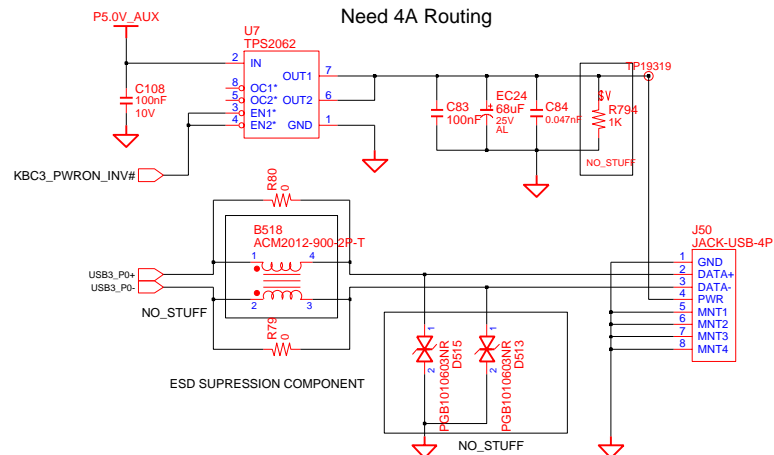 Need 4A Routing
P5.0V_AUX
U7
TPS2062
2
IN
OUT1
7
8
OC1*
5
OC2*
OUT2
6
3
EN1*
4
EN2*
GND
1
C108
100nF
10V
KBC3_PWRON_INV#
C83
100nF
EC24
68uF
25V
AL
C84
0.047nF
$V
R794
1K
NO_STUFF
TP19319
R80
0
B518
ACM2012-900-2P-T
1
4
2
3
USB3_P0+
USB3_P0-
NO_STUFF
R79
0
ESD SUPRESSION COMPONENT
1
2
PGB1010603NR
D515
1
2
PGB1010603NR
D513
NO_STUFF
J50
JACK-USB-4P
1
GND
2
DATA+
3
DATA-
4
PWR
5
MNT1
6
MNT2
7
MNT3
8
MNT4